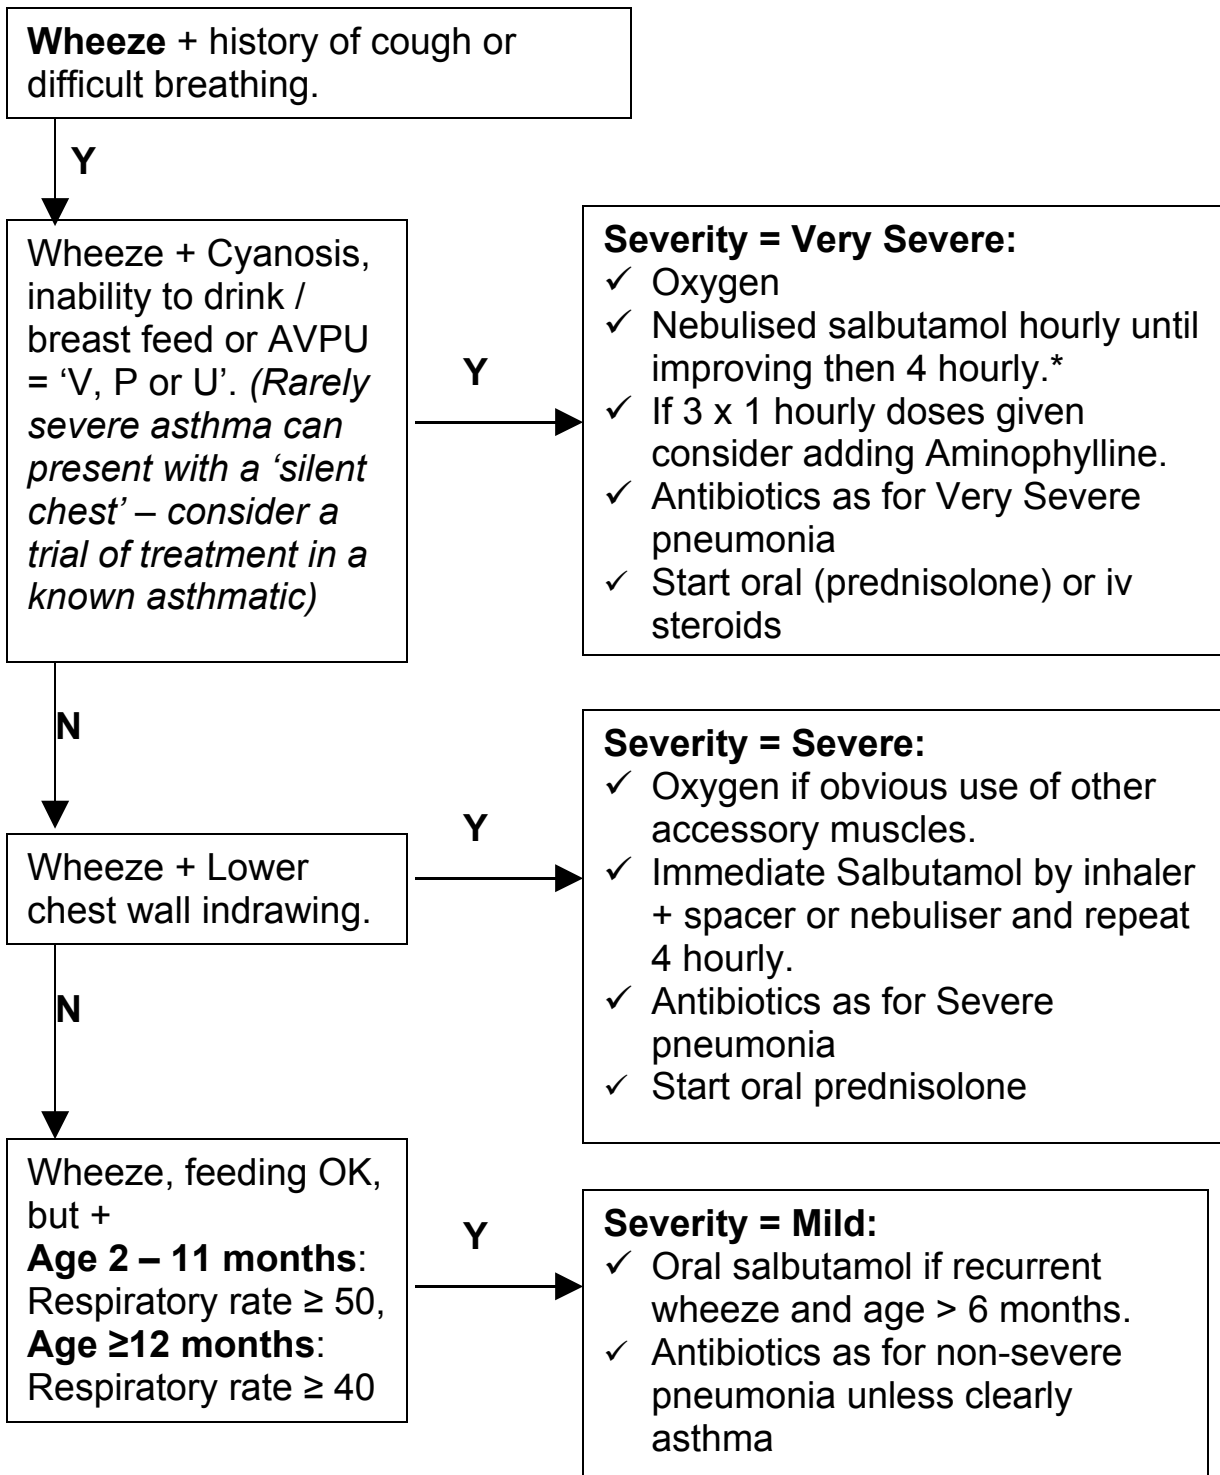 Wheeze + history of cough or
difficult breathing.
Y
Wheeze + Cyanosis,
inability to drink /
breast feed or AVPU
= ‘V, P or U’. (Rarely
severe asthma can
present with a ‘silent
chest’ – consider a
trial of treatment in a
known asthmatic)
Y
Severity = Very Severe:
✓ Oxygen
✓ Nebulised salbutamol hourly until
improving then 4 hourly.*
✓ If 3 x 1 hourly doses given
consider adding Aminophylline.
✓ Antibiotics as for Very Severe
pneumonia
✓ Start oral (prednisolone) or iv
steroids
N
Wheeze + Lower
chest wall indrawing.
Y
Severity = Severe:
✓ Oxygen if obvious use of other
accessory muscles.
✓ Immediate Salbutamol by inhaler
+ spacer or nebuliser and repeat
4 hourly.
✓ Antibiotics as for Severe
pneumonia
✓ Start oral prednisolone
N
Wheeze, feeding OK,
but +
Age 2 – 11 months:
Respiratory rate ≥ 50,
Age ≥12 months:
Respiratory rate ≥ 40
Y
Severity = Mild:
✓ Oral salbutamol if recurrent
wheeze and age > 6 months.
✓ Antibiotics as for non-severe
pneumonia unless clearly
asthma